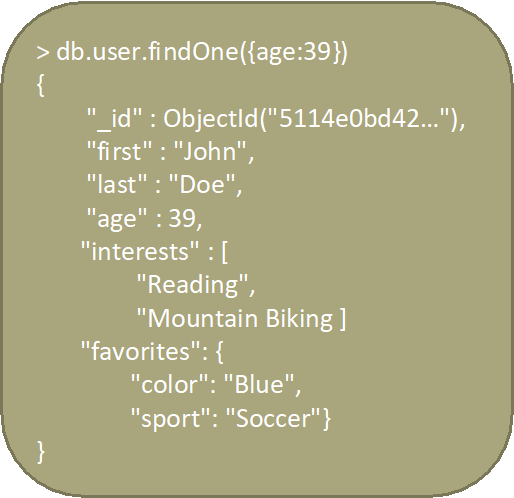 > db.user.findOne({age:39})
{
"_id" : ObjectId("5114e0bd42…"),
"first" : "John",
"last" : "Doe",
"age" : 39,
"interests" : [
"Reading",
"Mountain Biking ]
"favorites": {
"color": "Blue",
"sport": "Soccer"}
}